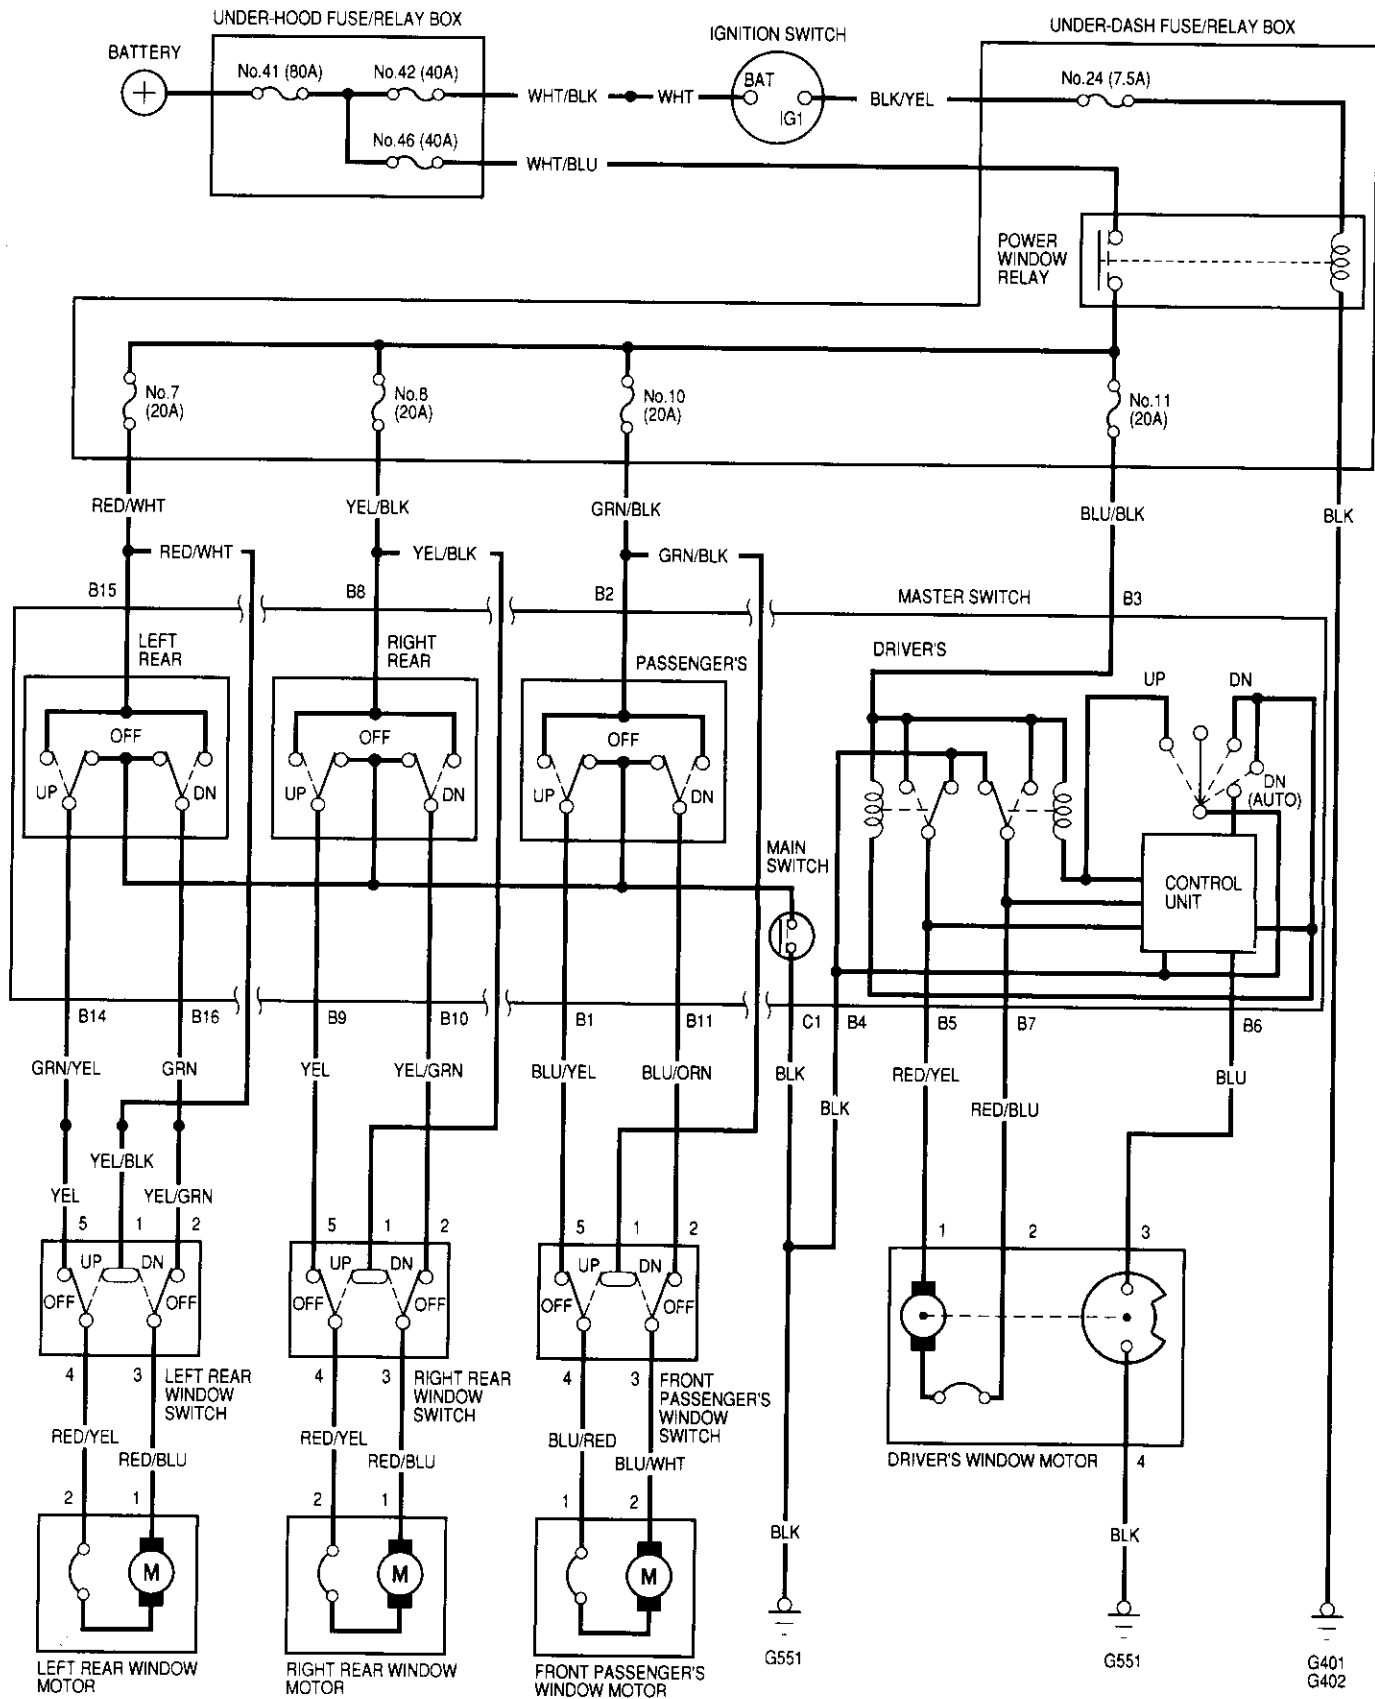 UNDER-HOOD FUSE/RELAY BOX
UNDER-DASH FUSE/RELAY BOX
IGNITION SWITCH
BATTERY
No.41 (80A)
No.42 (40A)
BAT
No.24 (7.5A)
WHT/BLK
WHT
BLK/YEL
IG1
No.46 (40A)
WHT/BLU
POWER
WINDOW
RELAY
No.7
(20A)
No.8
(20A)
No.10
(20A)
No.11
(20A)
RED/WHT
YEL/BLK
GRN/BLK
BLU/BLK
BLK
RED/WHT
YEL/BLK
GRN/BLK
B15
B8
B2
MASTER SWITCH
B3
LEFT
REAR
RIGHT
REAR
PASSENGER'S
DRIVER'S
UP
DN
OFF
OFF
OFF
UP
DN
UP
DN
UP
DN
DN
(AUTO)
MAIN
SWITCH
CONTROL
UNIT
B14
B16
B9
B10
B1
B11
C1
B4
B5
B7
B6
GRN/YEL
GRN
YEL
YEL/GRN
BLU/YEL
BLU/ORN
BLK
RED/YEL
BLU
BLK
RED/BLU
YEL/BLK
YEL
YEL/GRN
5
1
2
5
1
2
5
1
2
1
2
3
UP
DN
UP
DN
UP
DN
OFF
OFF
OFF
OFF
OFF
OFF
4
3
LEFT REAR
WINDOW
SWITCH
4
3
RIGHT REAR
WINDOW
SWITCH
4
3
FRONT
PASSENGER'S
WINDOW
SWITCH
RED/YEL
RED/BLU
RED/YEL
RED/BLU
BLU/RED
BLU/WHT
DRIVER'S WINDOW MOTOR
4
2
1
2
1
1
2
M
M
M
BLK
BLK
LEFT REAR WINDOW
MOTOR
RIGHT REAR WINDOW
MOTOR
FRONT PASSENGER'S
WINDOW MOTOR
G551
G551
G401
G402